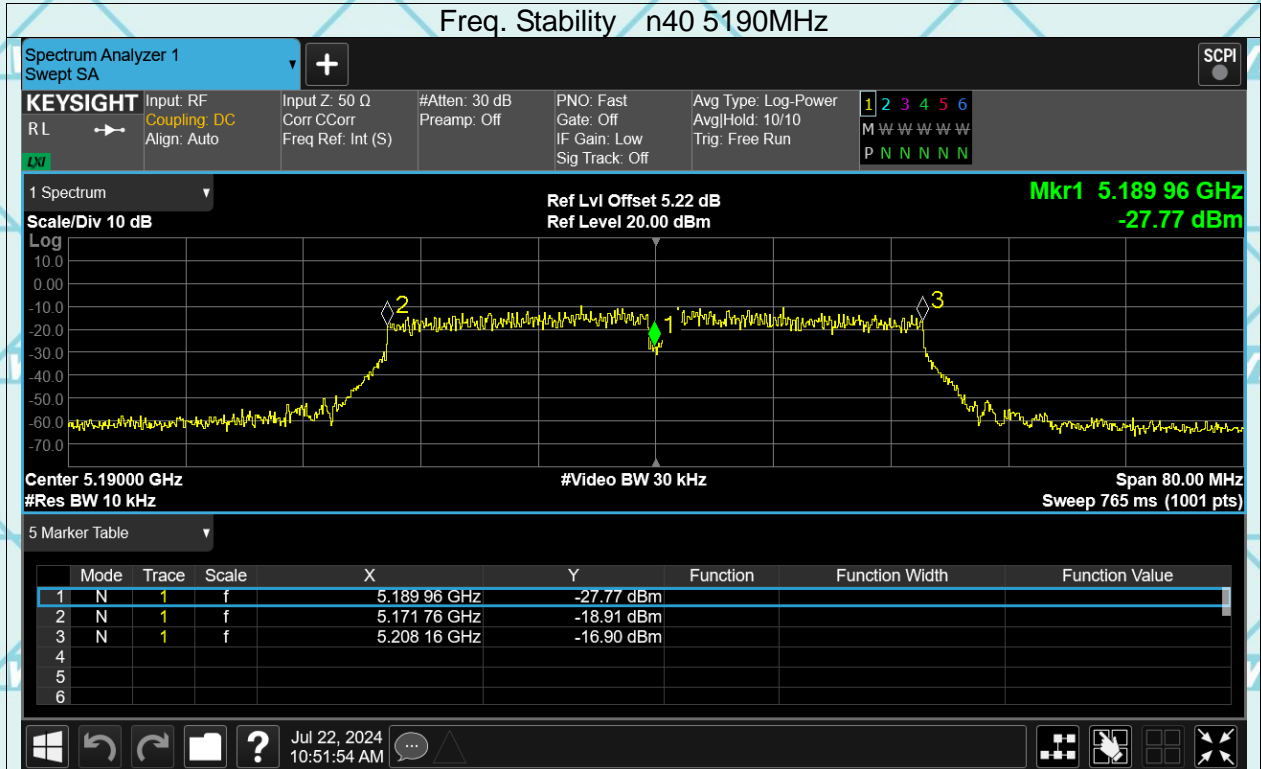 Freq. Stability n40 5190MHz
Spectrum Analyzer 1
Swept SA
SCPI
KEYSIGHT
RL
LXI
Input: RF
Coupling: DC
Align: Auto
Input Z: 50 Ω
Corr CCorr
Freq Ref: Int (S)
#Atten: 30 dB
Preamp: Off
PNO: Fast
Gate: Off
IF Gain: Low
Sig Track: Off
Avg Type: Log-Power
Avg|Hold: 10/10
Trig: Free Run
1 2 3 4 5 6
M W W W W W
P N N N N N
1 Spectrum
Scale/Div 10 dB
Ref Lvl Offset 5.22 dB
Ref Level 20.00 dBm
Mkr1 5.189 96 GHz
-27.77 dBm
Log
10.0
0.00
-10.0
-20.0
-30.0
-40.0
-50.0
-60.0
-70.0
2
1
3
Center 5.19000 GHz
#Video BW 30 kHz
Span 80.00 MHz
#Res BW 10 kHz
Sweep 765 ms (1001 pts)
5 Marker Table
Mode Trace Scale X Y Function Function Width Function Value
1 N 1 f 5.189 96 GHz -27.77 dBm
2 N 1 f 5.171 76 GHz -18.91 dBm
3 N 1 f 5.208 16 GHz -16.90 dBm
4
5
6
?
Jul 22, 2024
10:51:54 AM